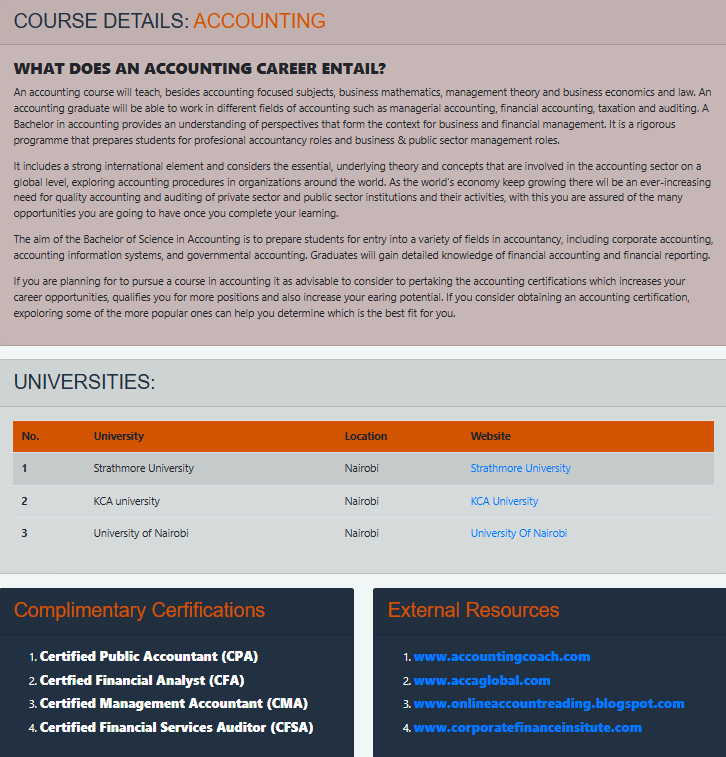 COURSE DETAILS: ACCOUNTING
WHAT DOES AN ACCOUNTING CAREER ENTAIL?
An accounting course will teach, besides accounting focused subjects, business mathematics, management theory and business economics and law. An
accounting graduate will be able to work in different fields of accounting such as managerial accounting, financial accounting, taxation and auditing. A
Bachelor in accounting provides an understanding of perspectives that form the context for business and financial management. It is a rigorous
programme that prepares students for profesional accountancy roles and business & public sector management roles.
It includes a strong international element and considers the essential, underlying theory and concepts that are involved in the accounting sector on a
global level, exploring accounting procedures in organizations around the world. As the world's economy keep growing there wil be an ever-increasing
need for quality accounting and auditing of private sector and public sector institutions and their activities, with this you are assured of the many
opportunities you are going to have once you complete your learning.
The aim of the Bachelor of Science in Accounting is to prepare students for entry into a variety of fields in accountancy, including corporate accounting,
accounting information systems, and governmental accounting. Graduates will gain detailed knowledge of financial accounting and financial reporting.
If you are planning for to pursue a course in accounting it as advisable to consider to pertaking the accounting certifications which increases your
career opportunities, qualifies you for more positions and also increase your earing potential. If you consider obtaining an accounting certification,
expoloring some of the more popular ones can help you determine which is the best fit for you.
UNIVERSITIES:
No. University Location Website
1 Strathmore University Nairobi Strathmore University
2 KCA university Nairobi KCA University
3 University of Nairobi Nairobi University Of Nairobi
Complimentary Cerfifications
1. Certified Public Accountant (CPA)
2. Certfied Financial Analyst (CFA)
3. Certified Management Accountant (CMA)
4. Certified Financial Services Auditor (CFSA)
External Resources
1. www.accountingcoach.com
2. www.accaglobal.com
3. www.onlineaccountreading.blogspot.com
4. www.corporatefinanceinsitute.com